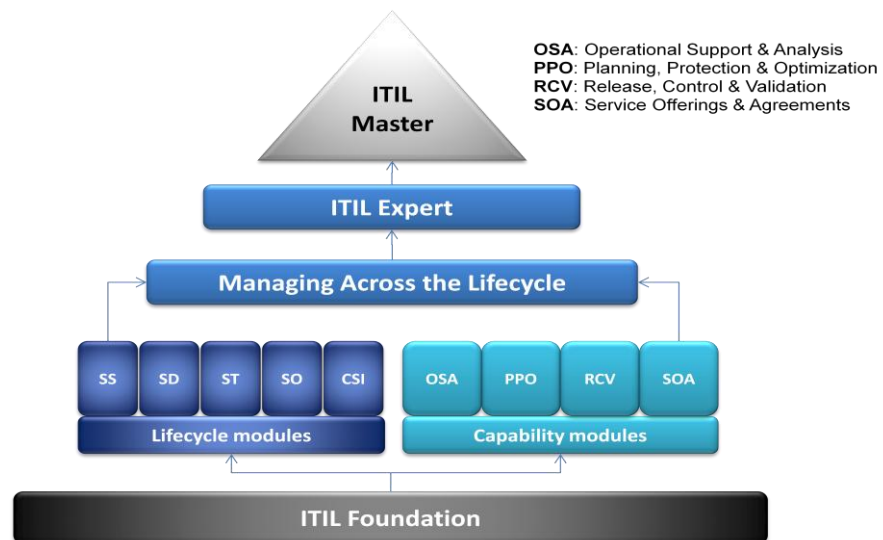 OSA: Operational Support & Analysis
PPO: Planning, Protection & Optimization
RCV: Release, Control & Validation
SOA: Service Offerings & Agreements
ITIL
Master
ITIL Expert
Managing Across the Lifecycle
SS SD ST SO CSI
Lifecycle modules
OSA PPO RCV SOA
Capability modules
ITIL Foundation